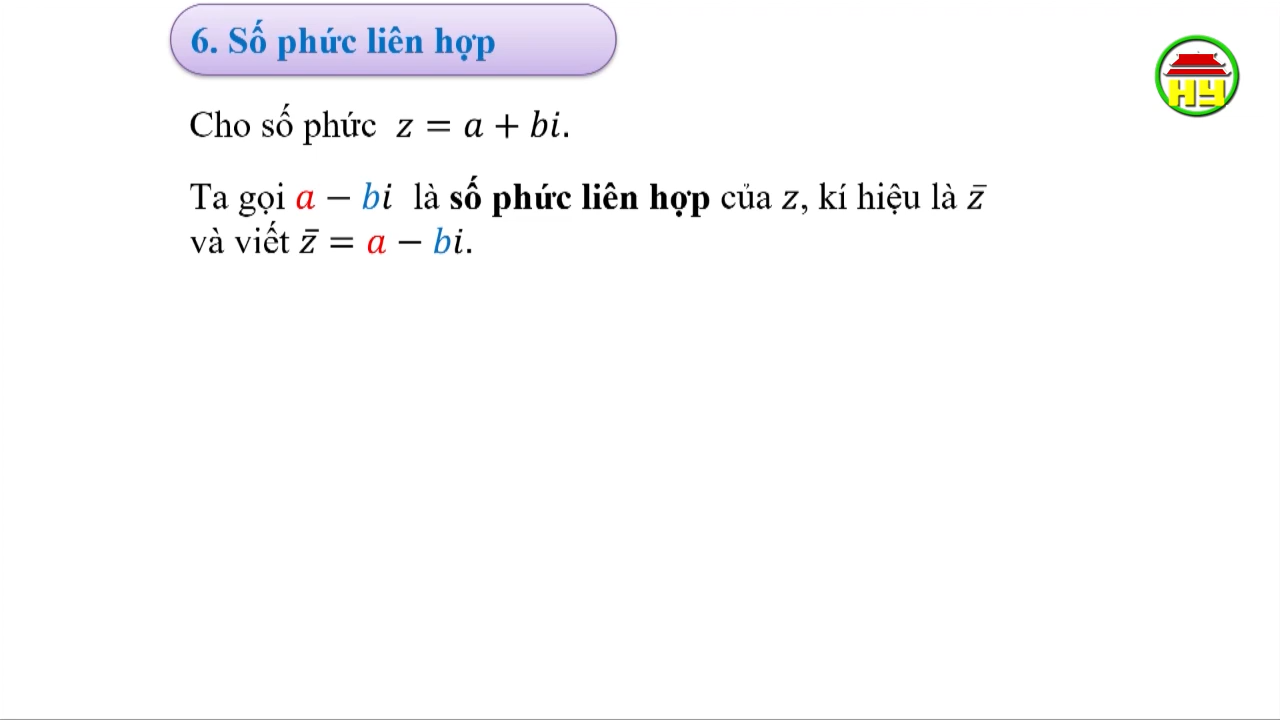 6. Số phức liên hợp
HY
Cho số phức z = a + bi.
Ta gọi a − bi là số phức liên hợp của z, kí hiệu là z̄
và viết z̄ = a − bi.